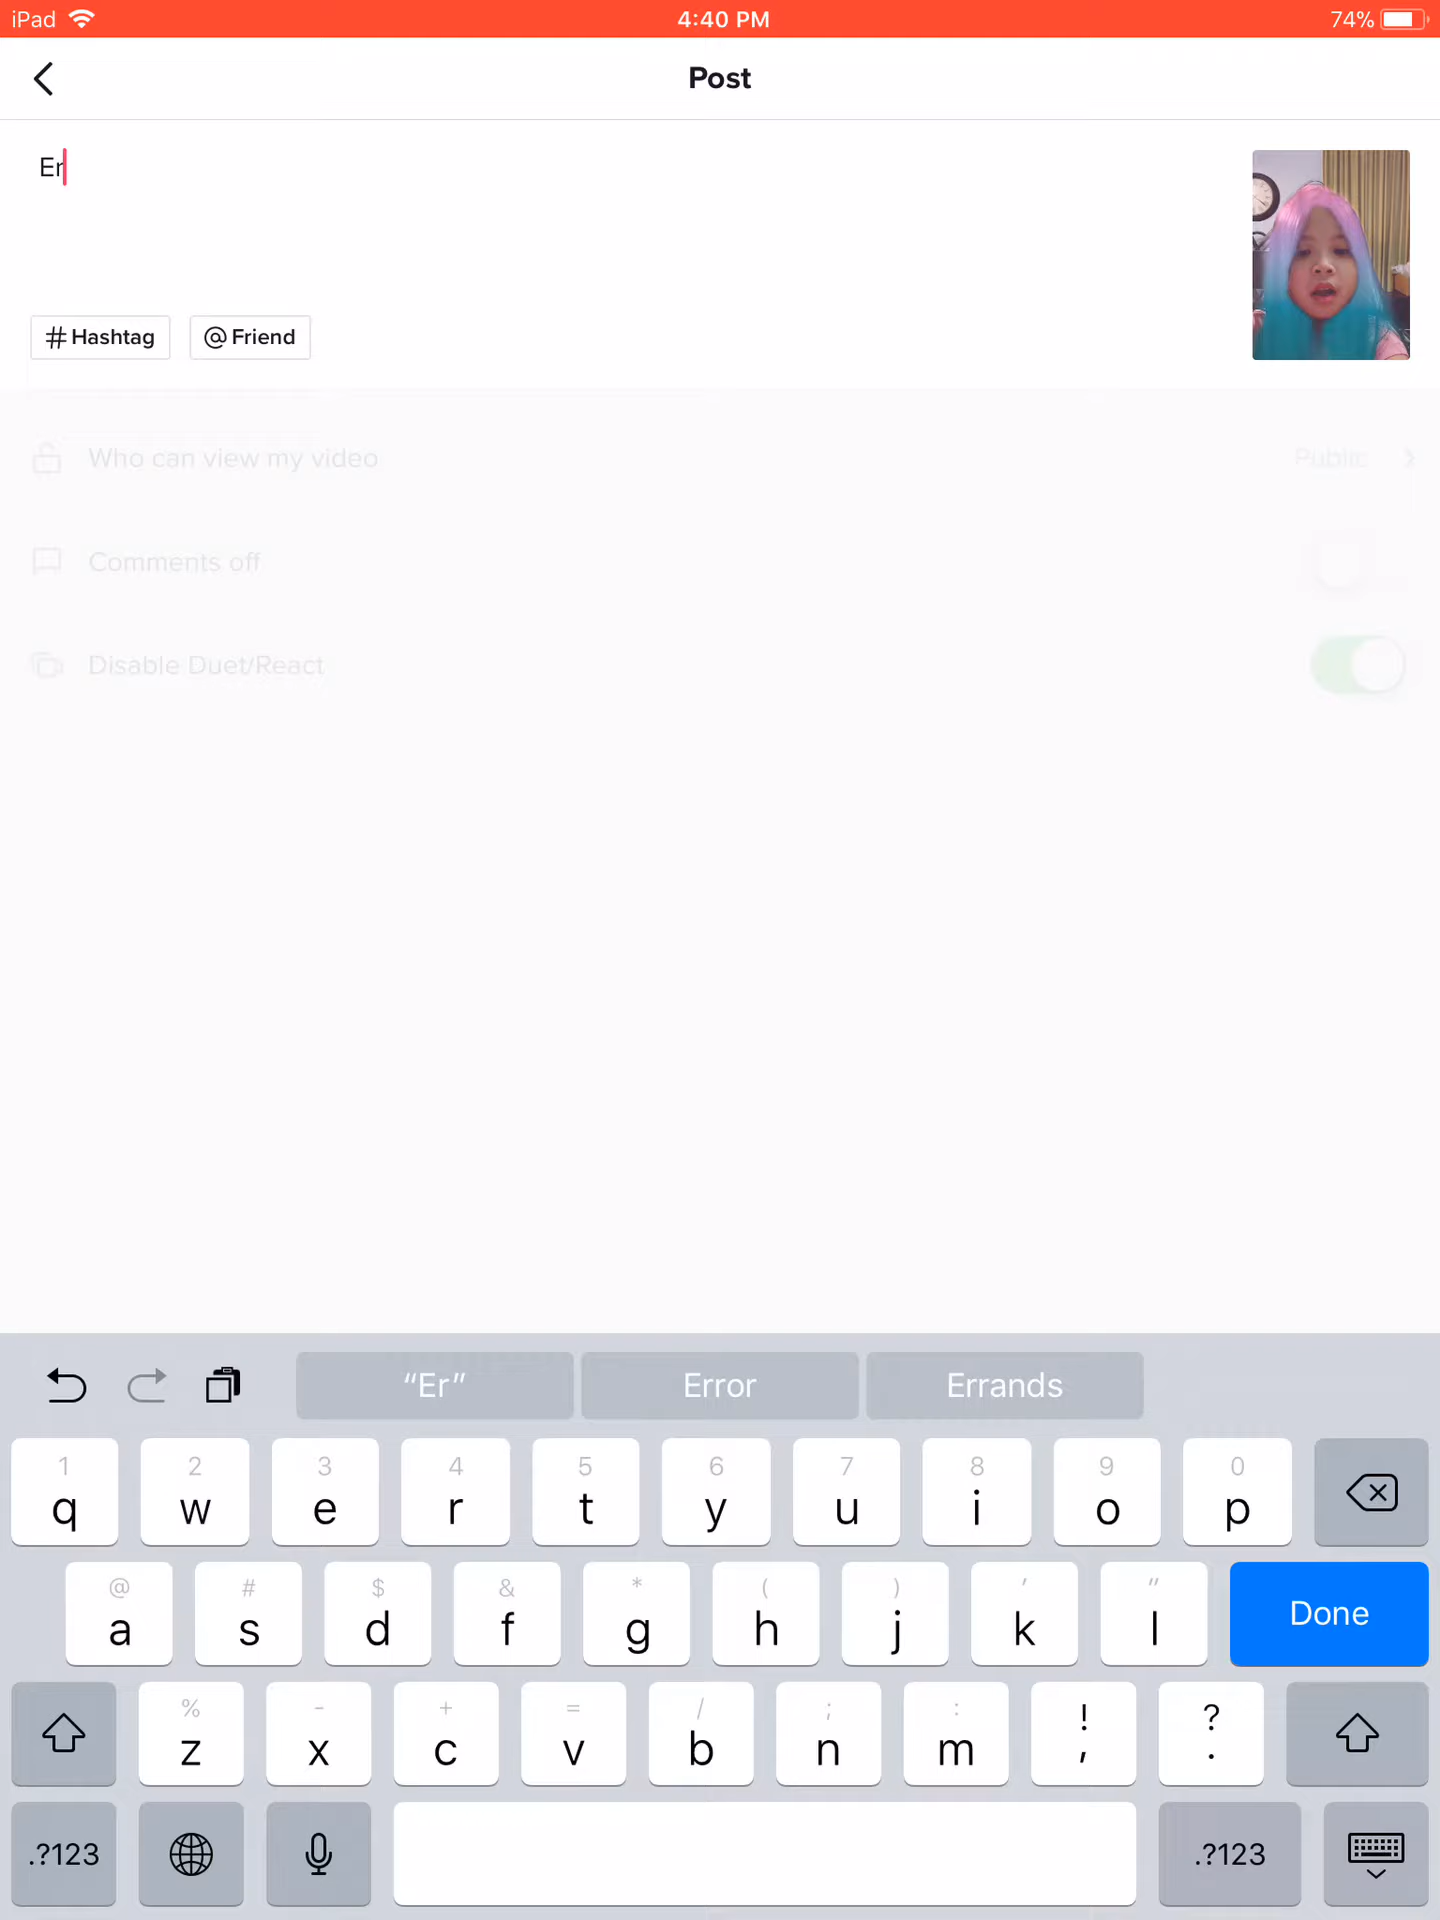 iPad 4:40 PM 74%
Post
Er
# Hashtag @ Friend
Who can view my video Public
Comments off
Disable Duet/React
“Er” Error Errands
1 2 3 4 5 6 7 8 9 0
q w e r t y u i o p
@ # $ & * ( ) ' "
a s d f g h j k l Done
% - + = / ; : ! ?
z x c v b n m , .
.?123 .?123